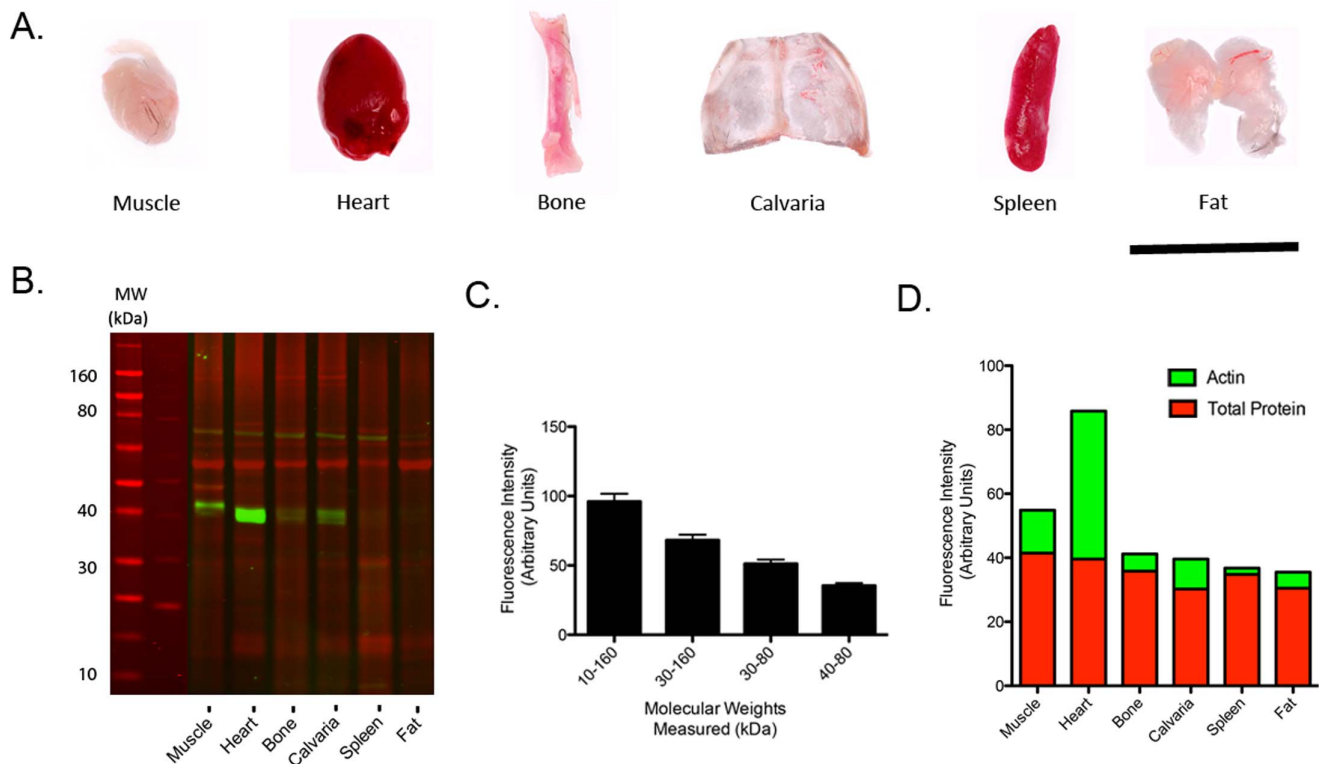 A.
Muscle
Heart
Bone
Calvaria
Spleen
Fat
B.
MW
(kDa)
160
80
40
30
10
Muscle
Heart
Bone
Calvaria
Spleen
Fat
C.
Fluorescence Intensity
(Arbitrary Units)
150
100
50
0
10-160
30-160
30-80
40-80
Molecular Weights
Measured (kDa)
D.
Fluorescence Intensity
(Arbitrary Units)
100
80
60
40
20
0
Actin
Total Protein
Muscle
Heart
Bone
Calvaria
Spleen
Fat